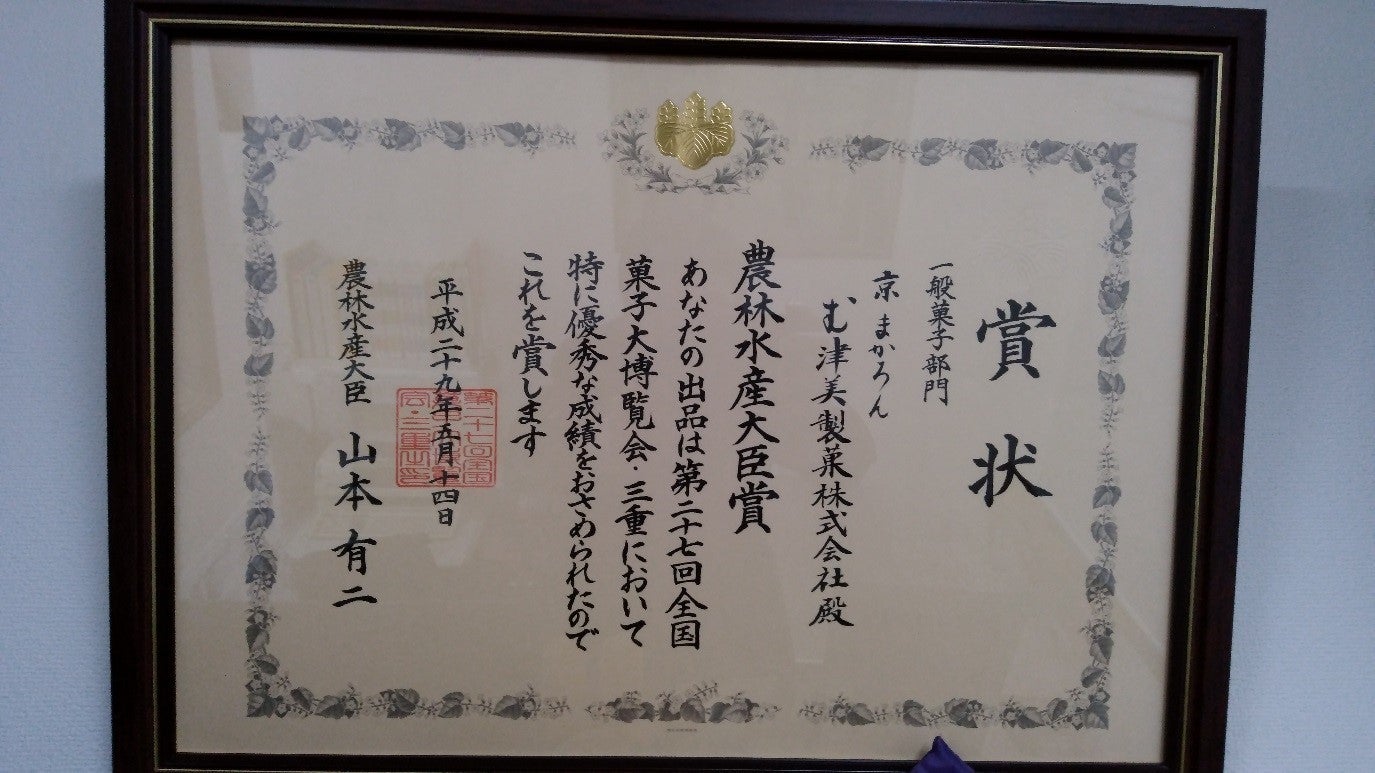 賞状
一般菓子部門
京まかろん
む津美製菓株式会社殿
農林水産大臣賞
あなたの出品は第二十七回全国
菓子大博覧会・三重において
特に優秀な成績をおさめられたので
これを賞します
平成二十九年五月十四日
農林水産大臣 山本有二